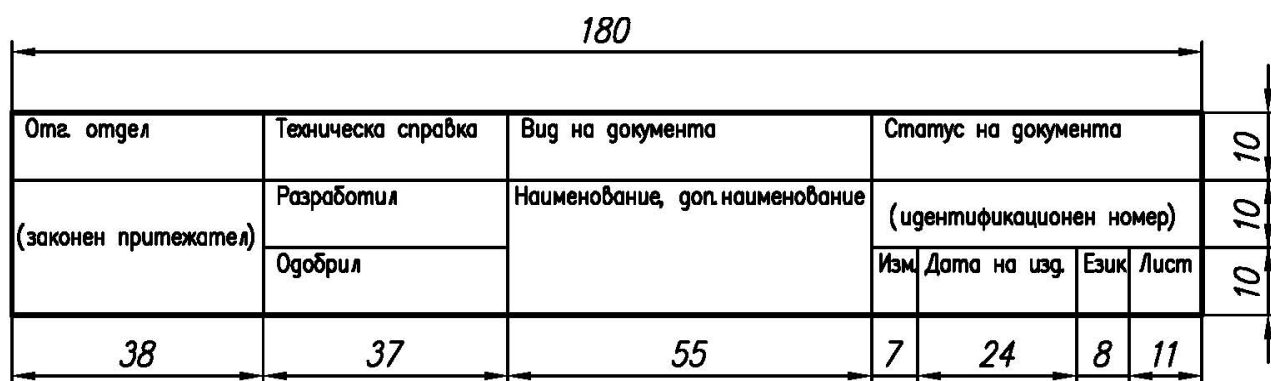 180
Отг. отдел Техническа справка Вид на документа Статус на документа 10
(законен притежател) Разработил Наименование, доп. наименование (идентификационен номер) 10
Одобрил Изм. Дата на изд. Език Лист 10
38 37 55 7 24 8 11